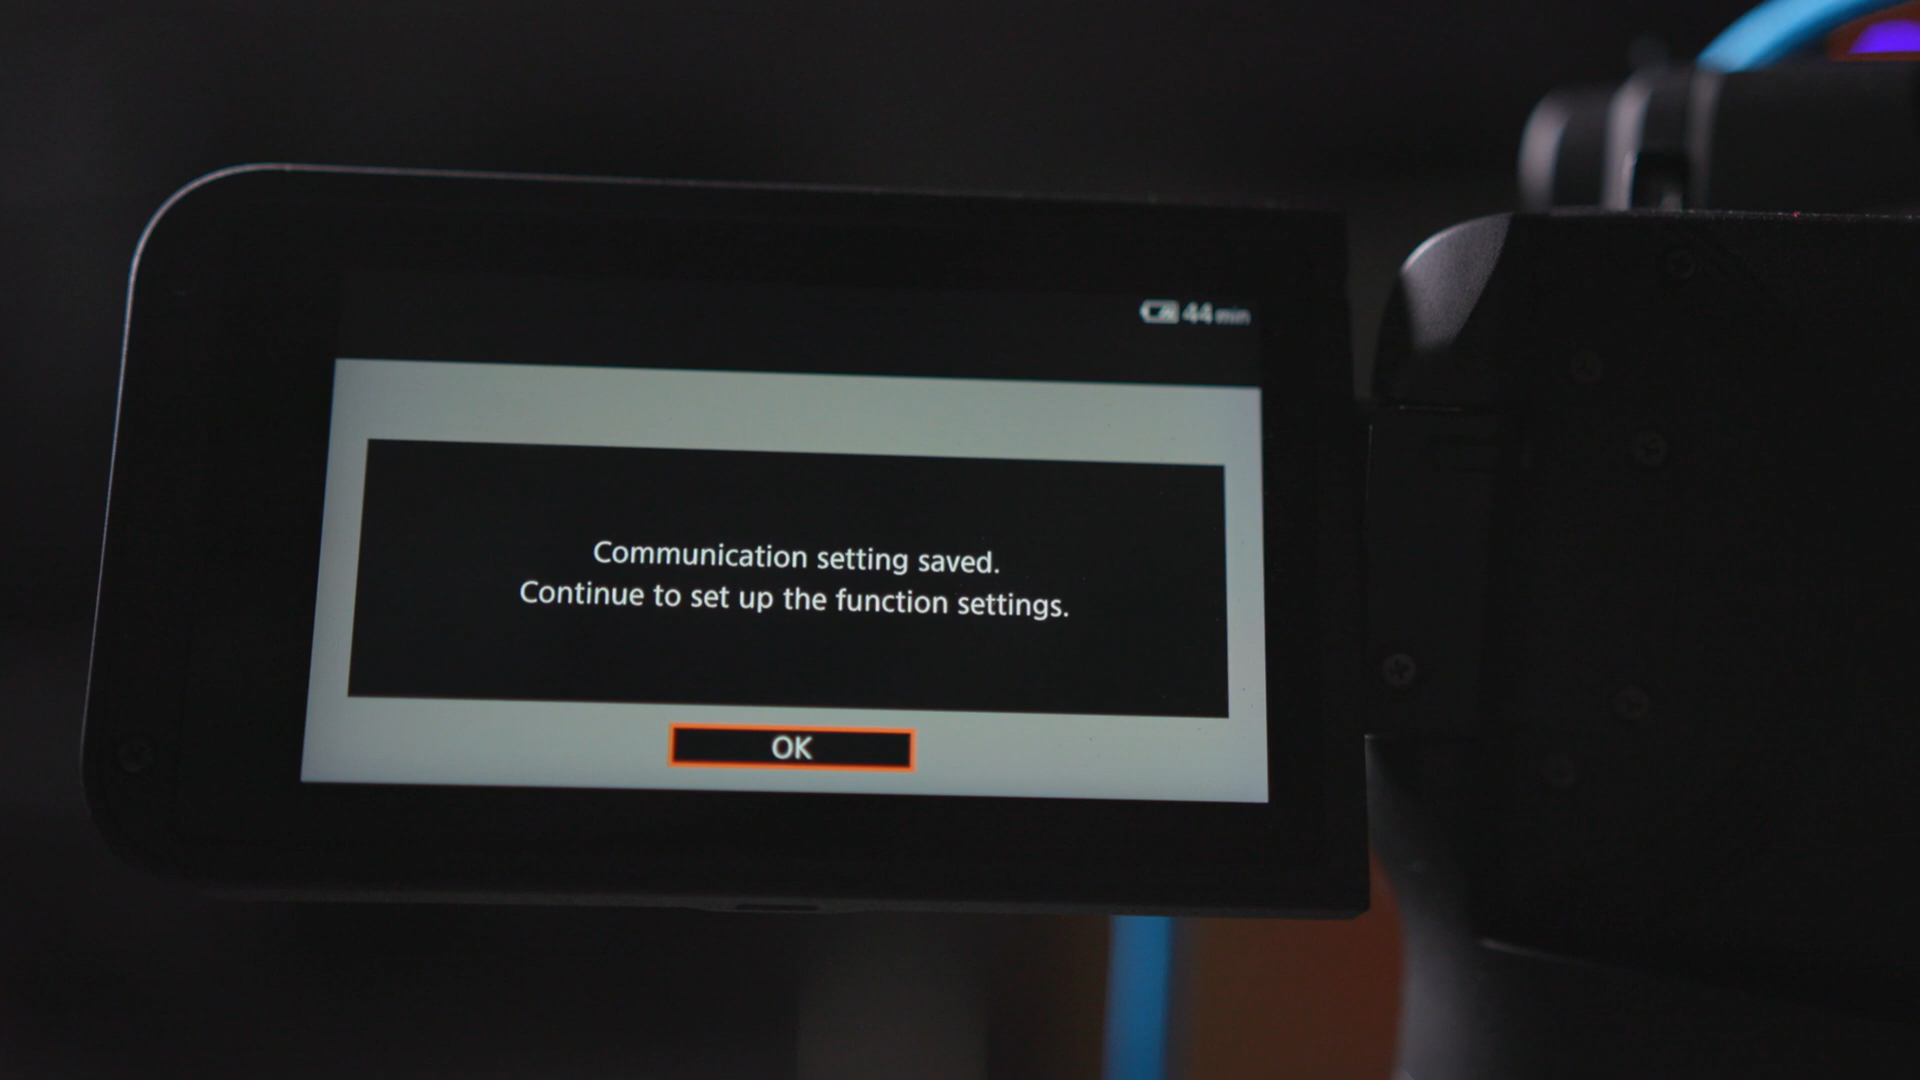 44 min
Communication setting saved.
Continue to set up the function settings.
OK